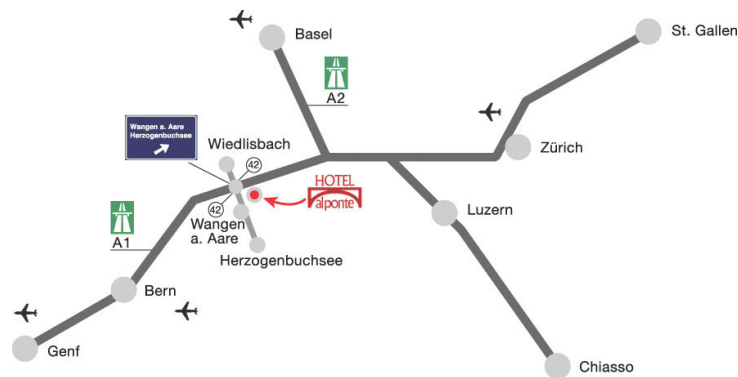 Basel
St. Gallen
A2
Wangen a. Aare
Herzogenbuchsee
Wiedlisbach
42
Zürich
HOTEL
alponte
42
Wangen
a. Aare
Luzern
A1
Herzogenbuchsee
Bern
Genf
Chiasso